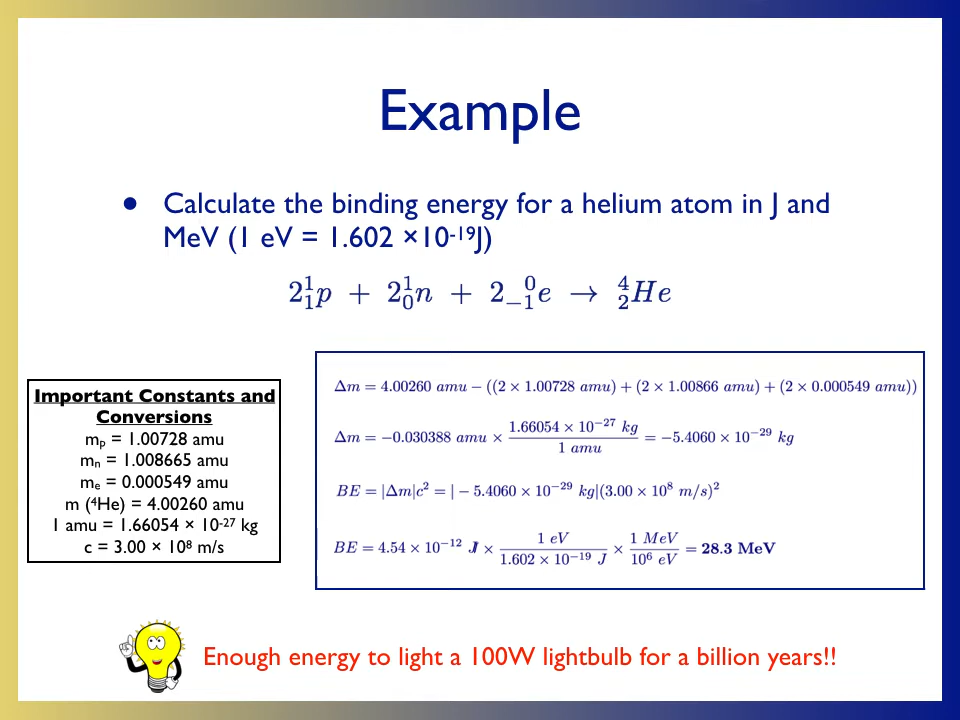 Example
• Calculate the binding energy for a helium atom in J and
MeV (1 eV = 1.602 ×10⁻¹⁹J)
2¹₁p + 2¹₀n + 2⁰₋₁e → ⁴₂He
Important Constants and
Conversions
mₚ = 1.00728 amu
mₙ = 1.008665 amu
mₑ = 0.000549 amu
m (⁴He) = 4.00260 amu
1 amu = 1.66054 × 10⁻²⁷ kg
c = 3.00 × 10⁸ m/s
Δm = 4.00260 amu − ((2 × 1.00728 amu) + (2 × 1.00866 amu) + (2 × 0.000549 amu))
Δm = −0.030388 amu × 1.66054 × 10⁻²⁷ kg / 1 amu = −5.4060 × 10⁻²⁹ kg
BE = |Δm|c² = | − 5.4060 × 10⁻²⁹ kg|(3.00 × 10⁸ m/s)²
BE = 4.54 × 10⁻¹² J × 1 eV / 1.602 × 10⁻¹⁹ J × 1 MeV / 10⁶ eV = 28.3 MeV
Enough energy to light a 100W lightbulb for a billion years!!